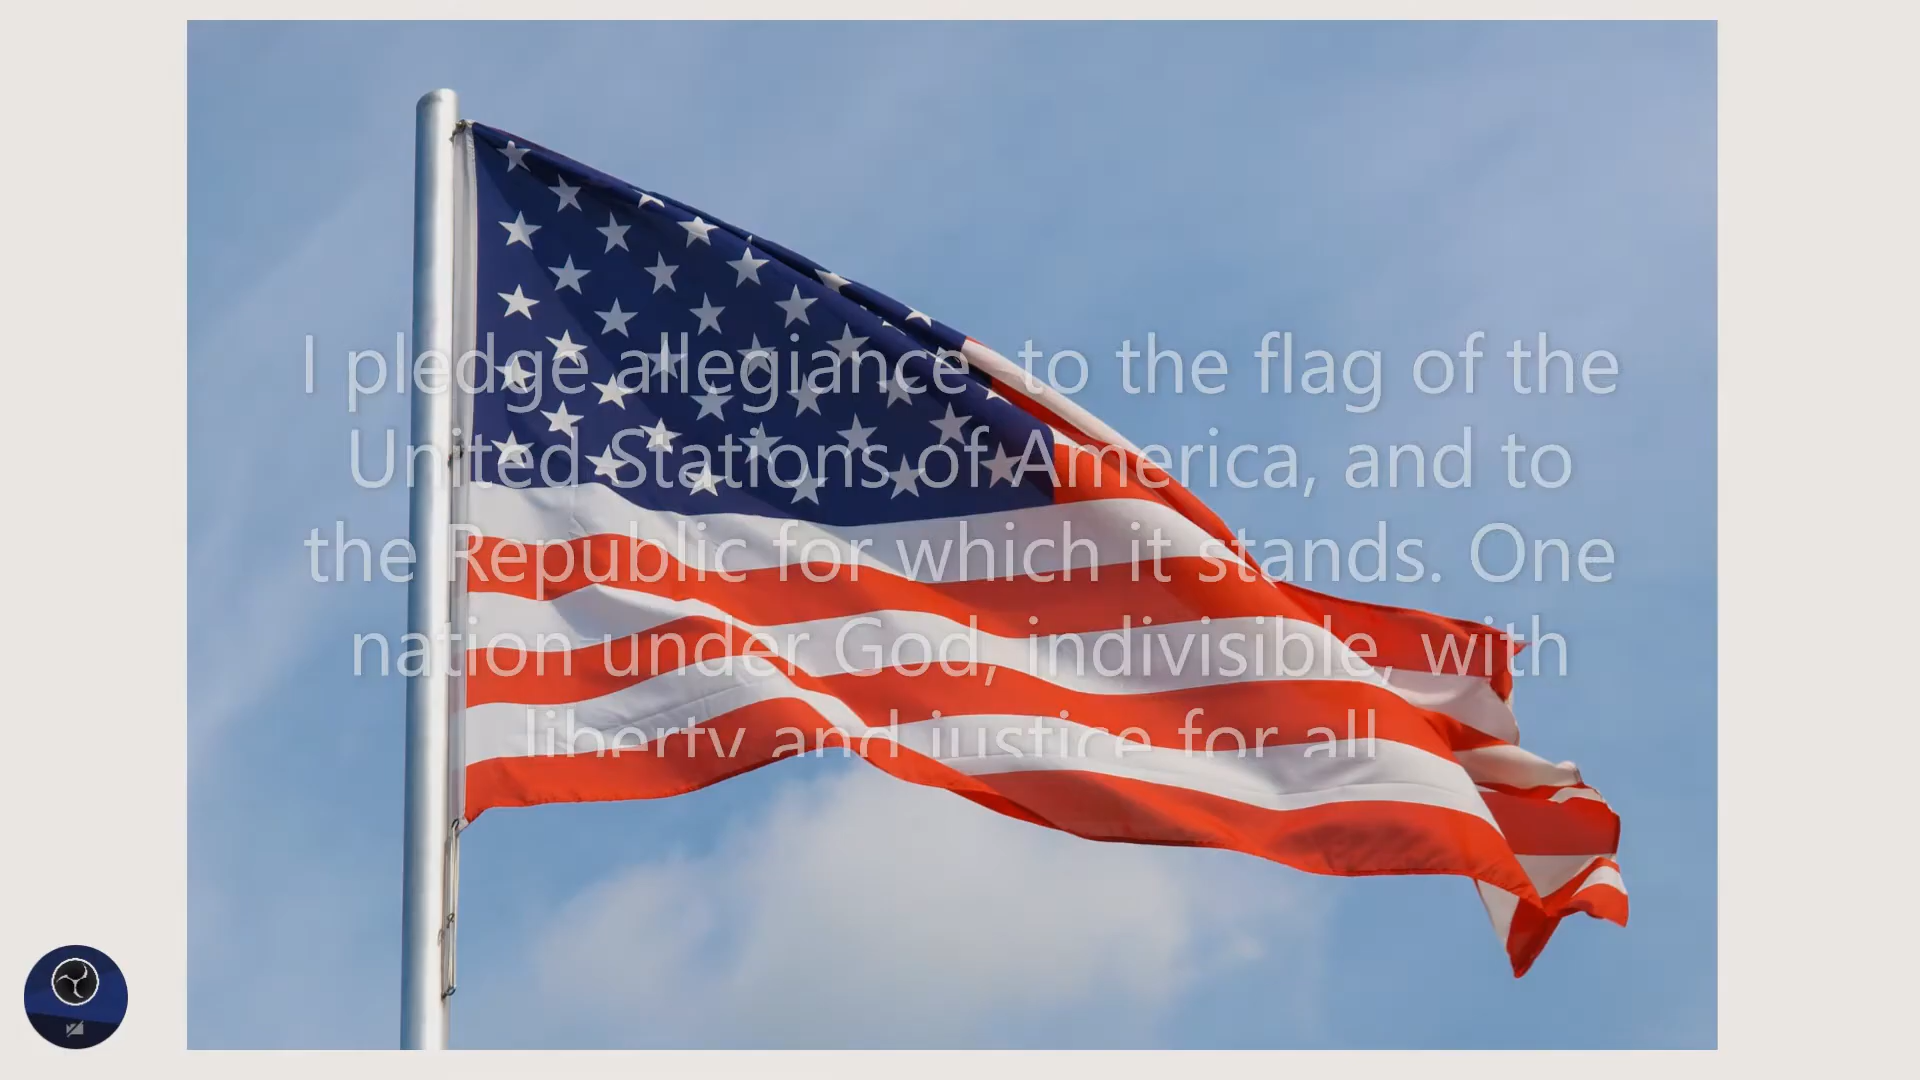 I pledge allegiance, to the flag of the
United Stations of America, and to
the Republic for which it stands. One
nation under God, indivisible, with
liberty and justice for all